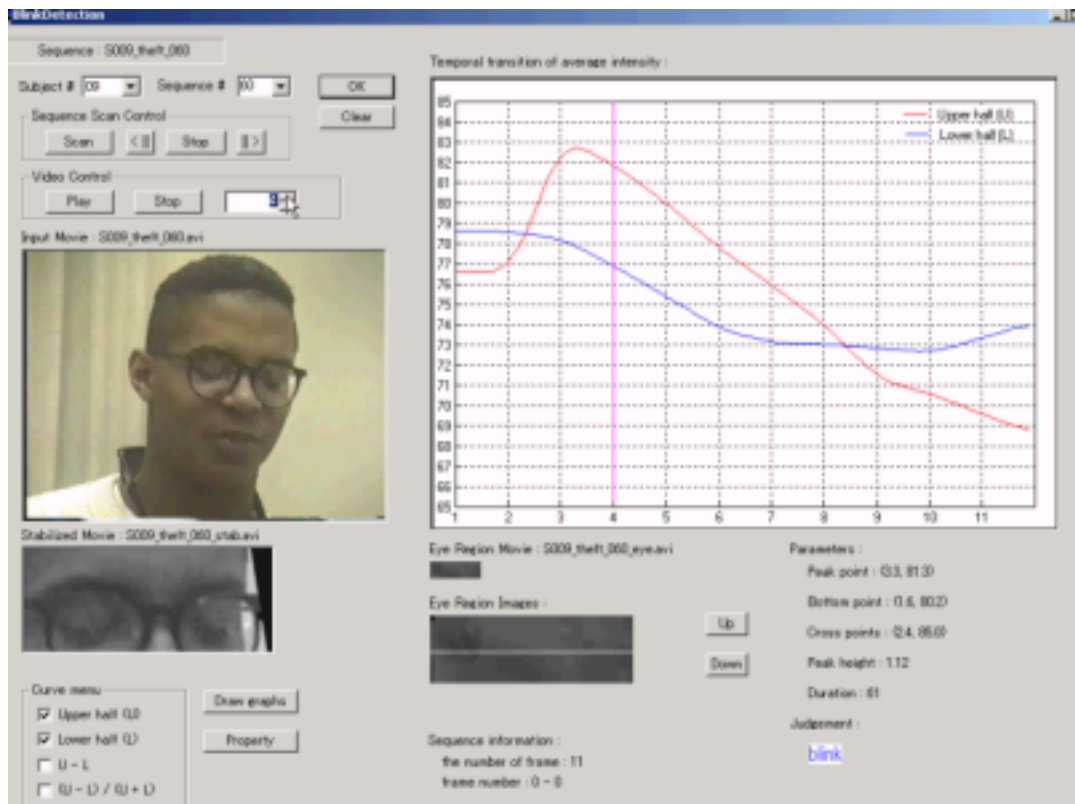 BlinkDetection
Sequence : S009_theft_060
Subject # 09 Sequence # 60 OK
Sequence Scan Control Clear
Scan < || Stop || >
Video Control
Play Stop
Input Movie : S009_theft_060.avi
Stabilized Movie : S009_theft_060_stab.avi
Curve menu
Upper half (U)
Lower half (L)
U - L
(U - L) / (U + L)
Draw graphs
Property
Temporal transition of average intensity :
Upper half (U)
Lower half (L)
85
84
83
82
81
80
79
78
77
76
75
74
73
72
71
70
69
68
67
66
65
1 2 3 4 5 6 7 8 9 10 11
Eye Region Movie : S009_theft_060_eye.avi
Eye Region Images :
Up
Down
Sequence information :
the number of frame : 11
frame number : 0 - 0
Parameters :
Peak point : (3.3, 81.3)
Bottom point : (1.6, 80.2)
Cross points : (2.4, 85.0)
Peak height : 1.12
Duration : 61
Judgement :
blink